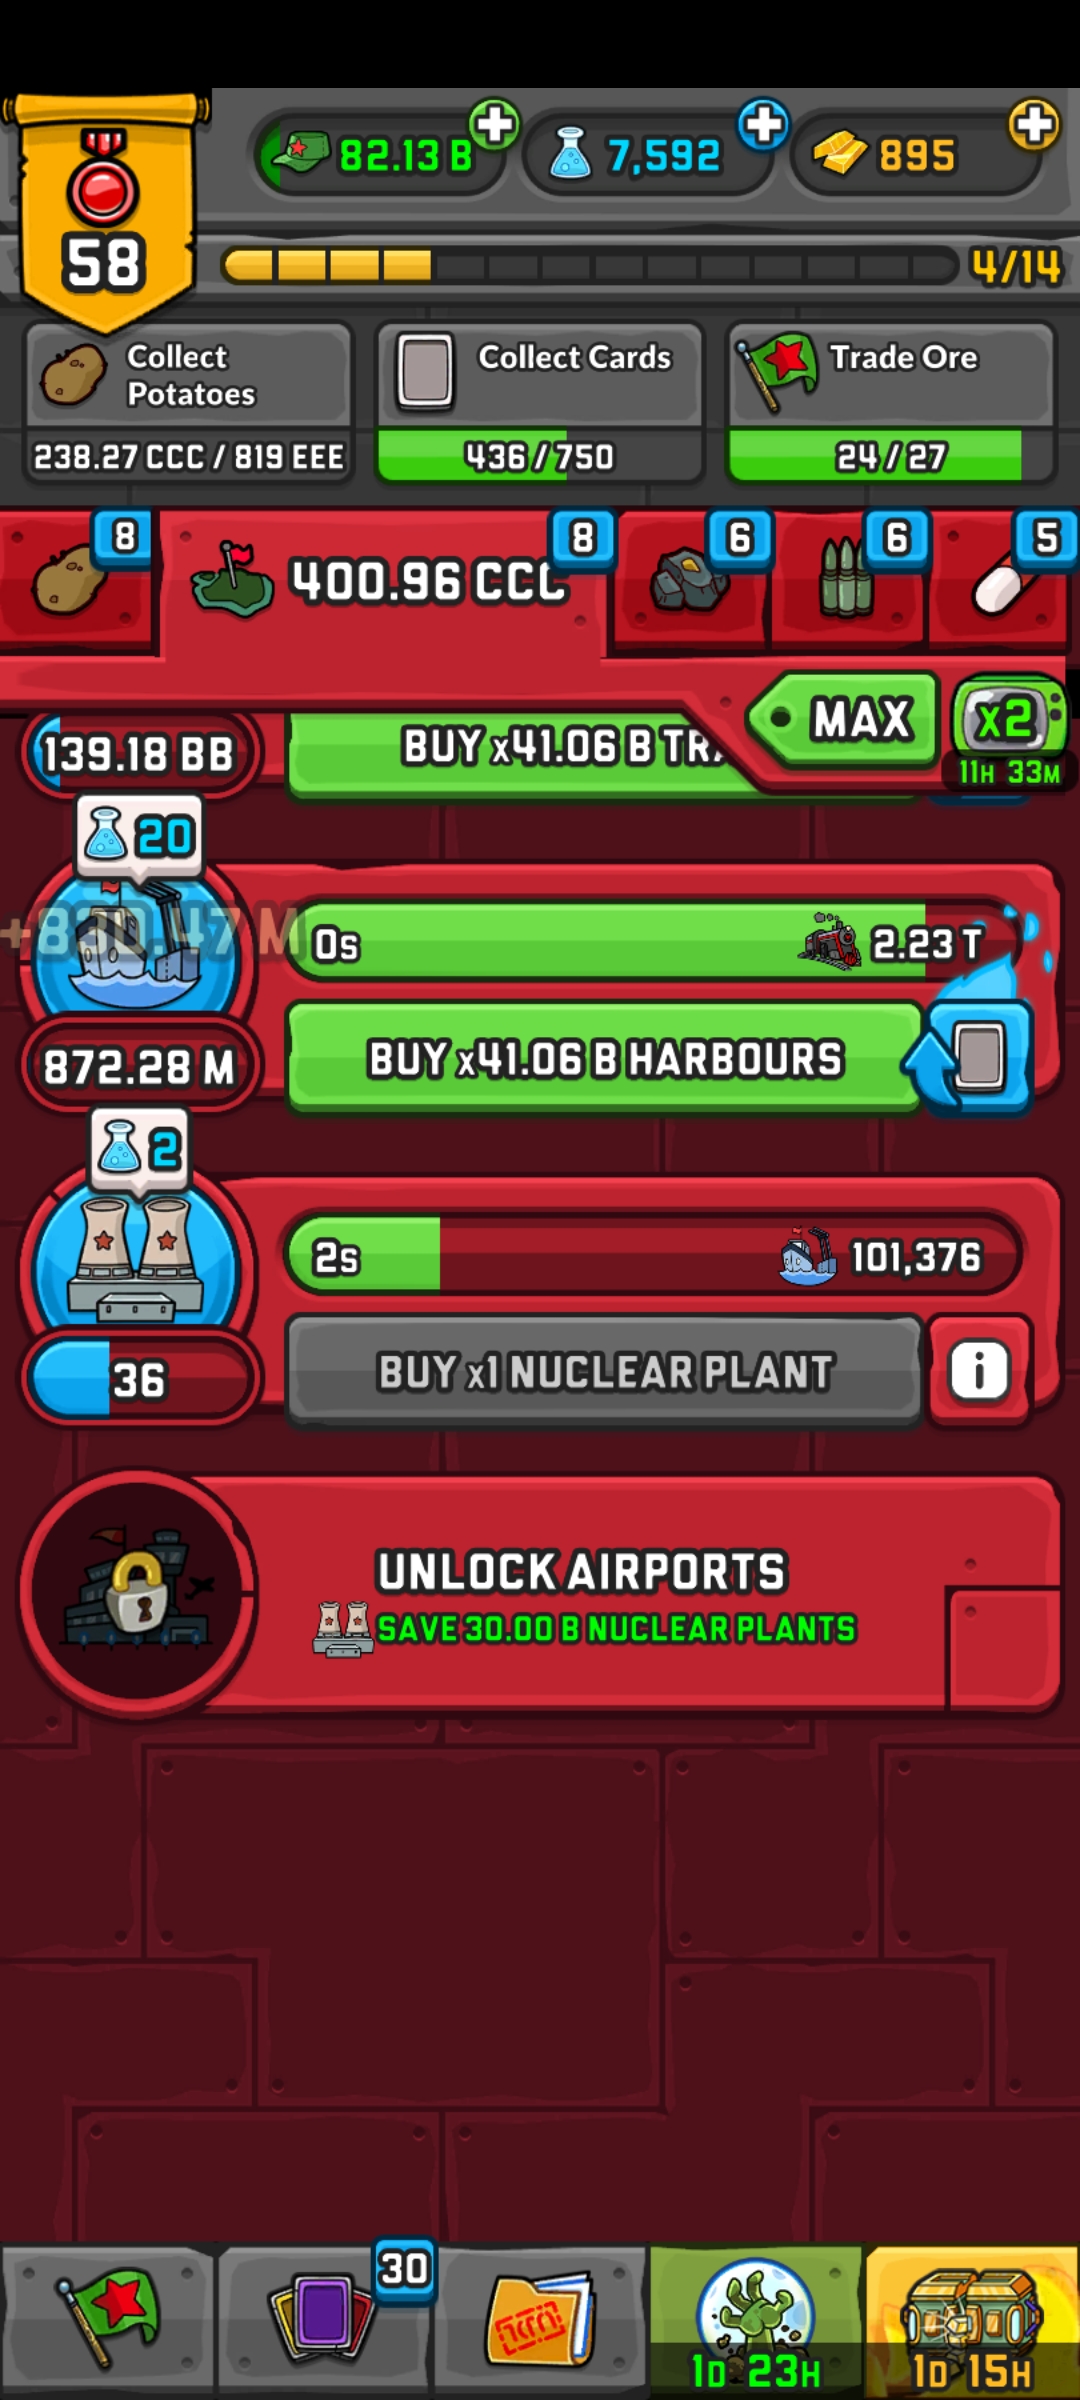 58
82.13 B
7,592
895
4/14
Collect Potatoes
238.27 CCC / 819 EEE
Collect Cards
436 / 750
Trade Ore
24 / 27
8
400.96 CCC
8
6
6
5
MAX
x2
11H 33M
139.18 BB
BUY x41.06 B
20
0s
2.23 T
872.28 M
BUY x41.06 B HARBOURS
2
2s
101,376
36
BUY x1 NUCLEAR PLANT
i
UNLOCK AIRPORTS
SAVE 30.00 B NUCLEAR PLANTS
30
1D 23H
1D 15H